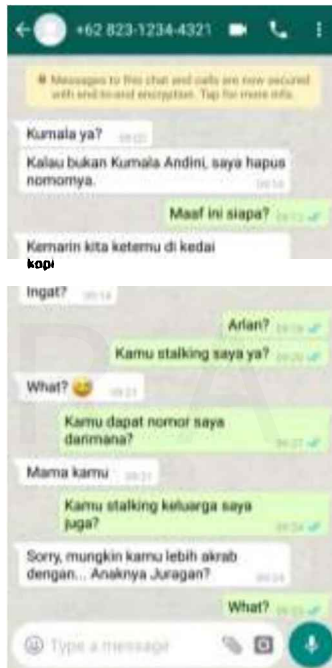 +62 823-1234-4321
Messages to this chat and calls are now secured
with end-to-end encryption. Tap for more info.
Kumala ya?
Kalau bukan Kumala Andini, saya hapus
nomornya.
Maaf ini siapa?
Kemarin kita ketemu di kedai
kopi
Ingat?
Arlan?
Kamu stalking saya ya?
What? 😅
Kamu dapat nomor saya
darimana?
Mama kamu
Kamu stalking keluarga saya
juga?
Sorry, mungkin kamu lebih akrab
dengan... Anaknya Juragan?
What?
Type a message